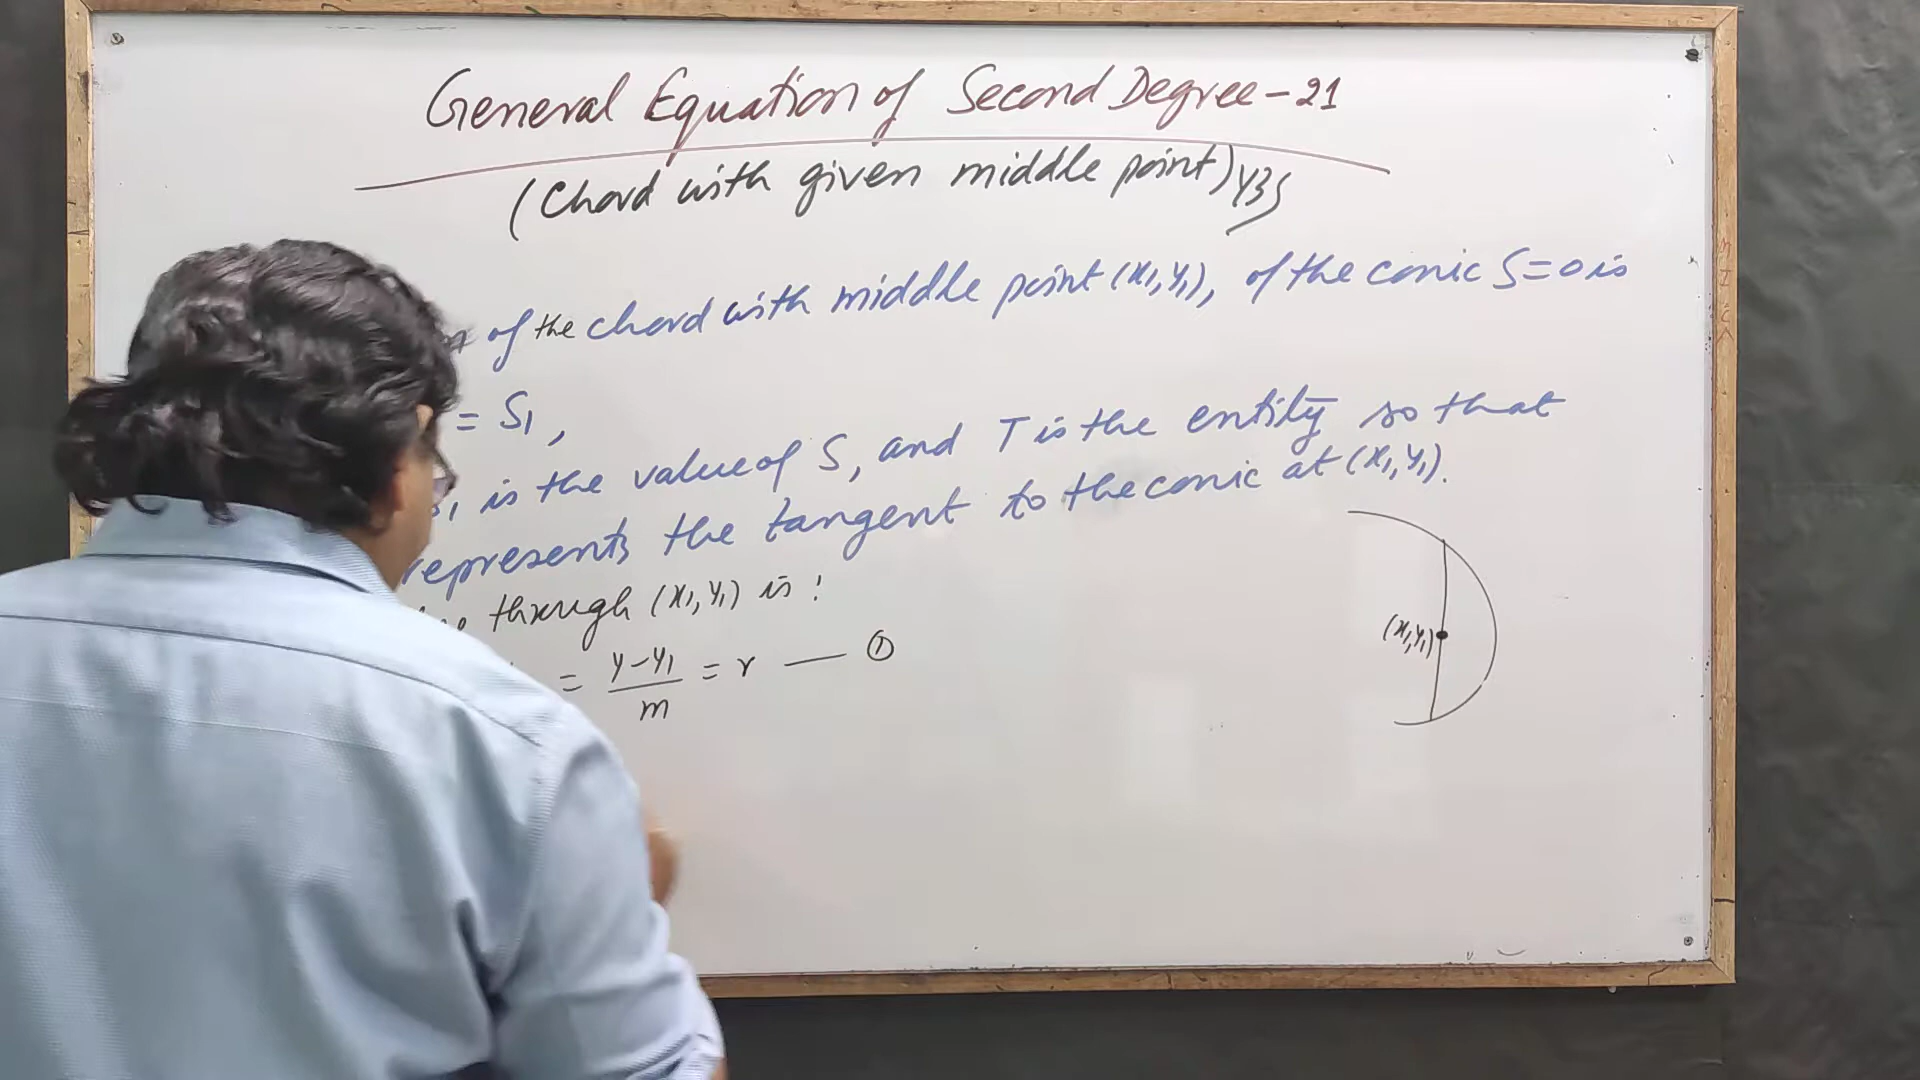 General Equation of Second Degree-21
(Chord with given middle point)
of the chord with middle point (x₁,y₁), of the conic S=0 is
= S₁,
is the value of S, and T is the entity so that
represents the tangent to the conic at (x₁,y₁).
through (x₁,y₁) is :
= y-y₁/m = r — ①
(x₁,y₁)